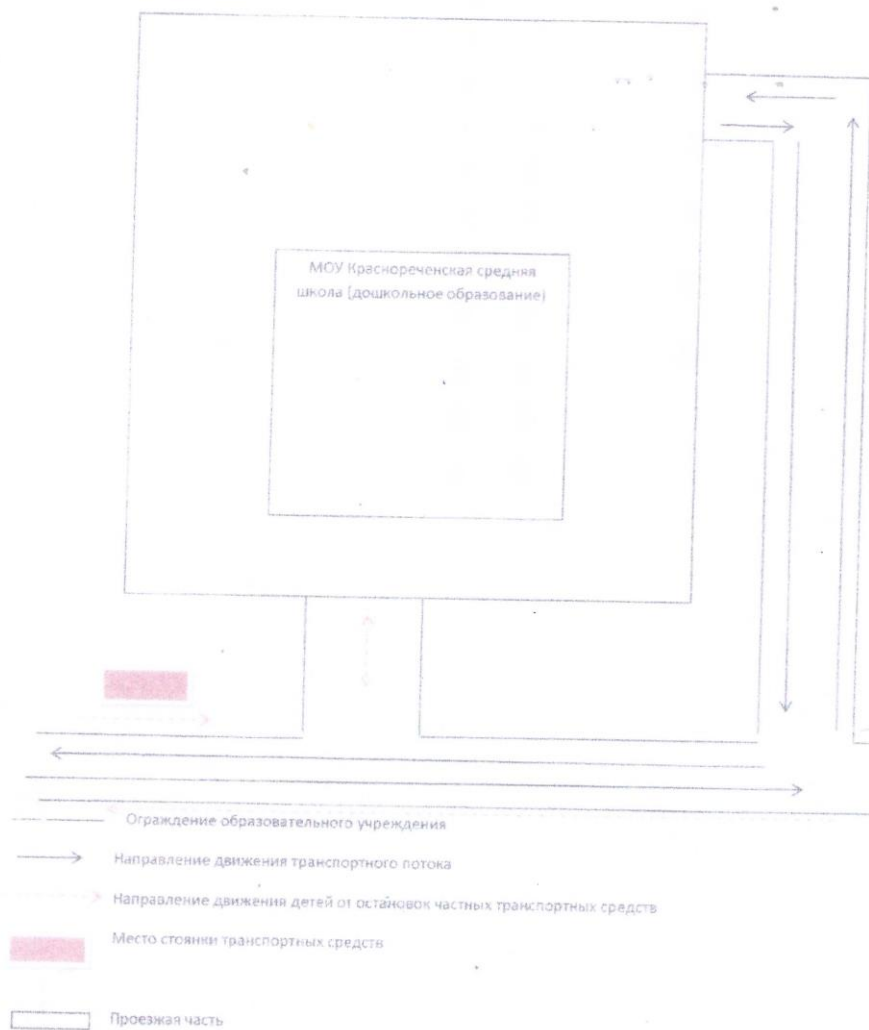 МОУ Краснореченская средняя
школа (дошкольное образование)
Ограждение образовательного учреждения
Направление движения транспортного потока
Направление движения детей от остановок частных транспортных средств
Место стоянки транспортных средств
Проезжая часть